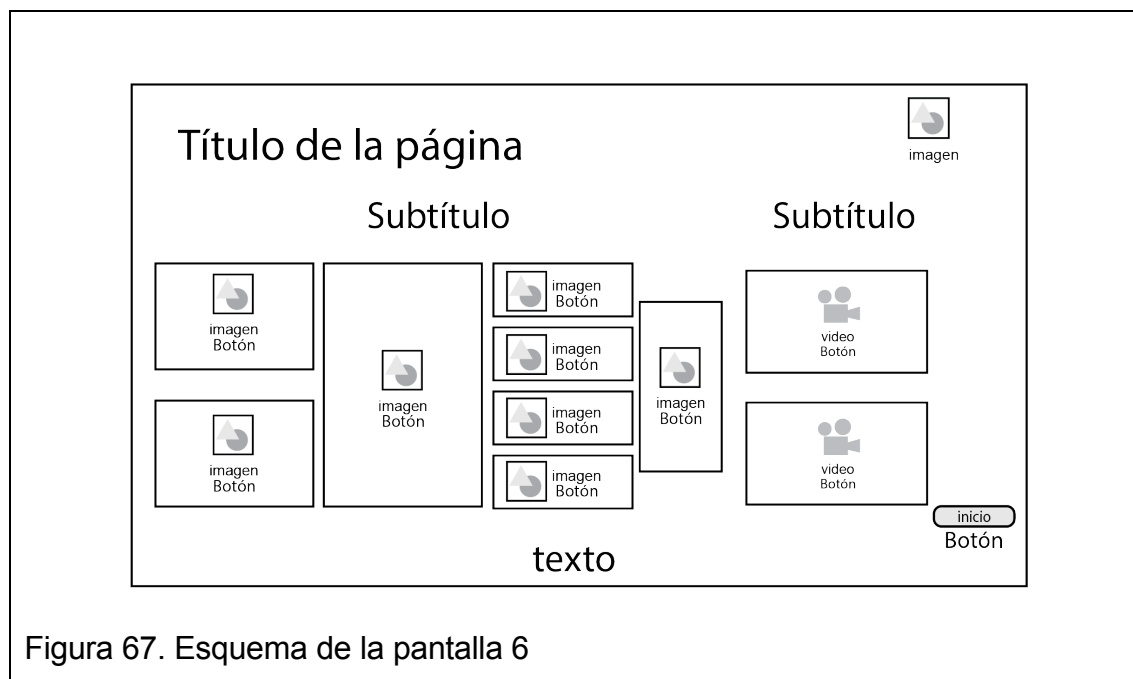 Título de la página
imagen
Subtítulo
Subtítulo
imagen
Botón
imagen
Botón
imagen
Botón
imagen
Botón
imagen
Botón
imagen
Botón
imagen
Botón
imagen
Botón
video
Botón
video
Botón
inicio
Botón
texto
Figura 67. Esquema de la pantalla 6